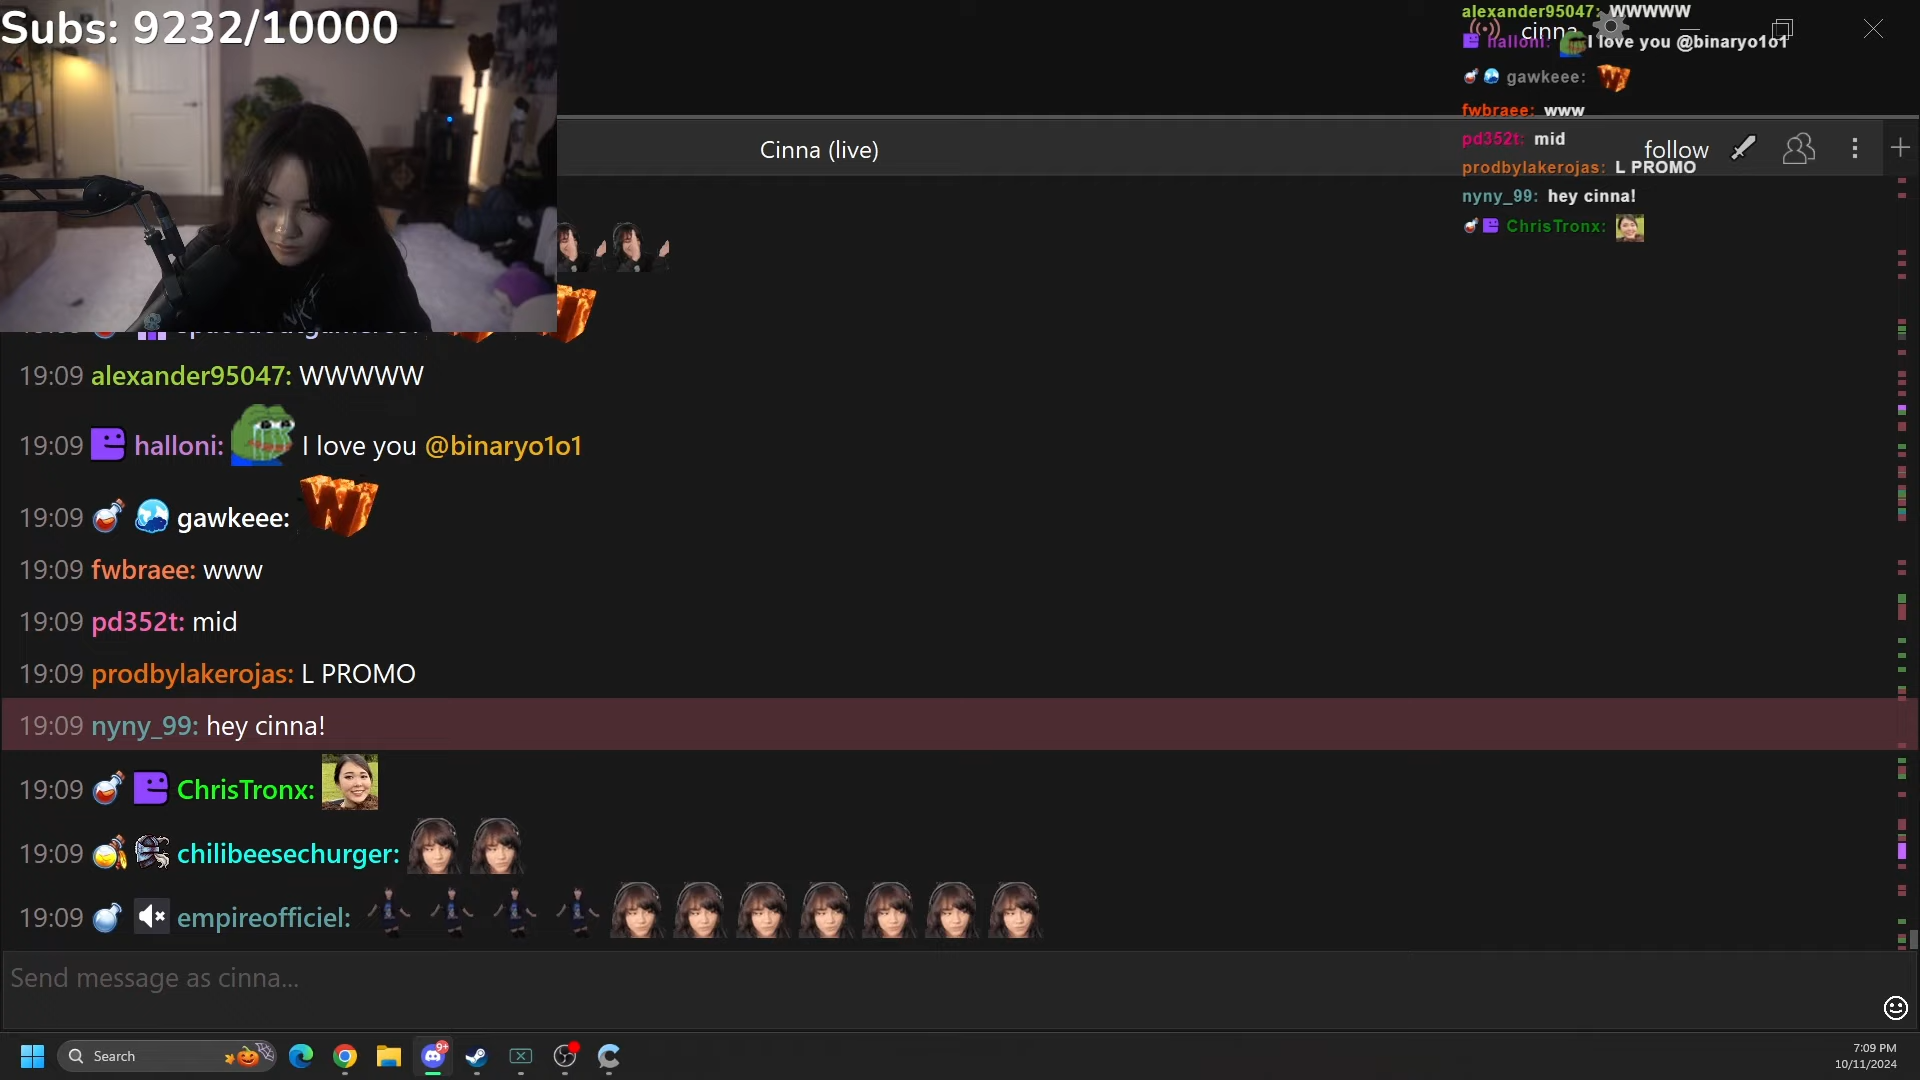 Subs: 9232/10000
alexander95047: WWWWW
cinna
halloni: I love you @binaryo1o1
gawkeee: W
fwbraee: www
Cinna (live)
pd352t: mid
follow
prodbylakerojas: L PROMO
nyny_99: hey cinna!
ChrisTronx:
19:09 alexander95047: WWWWW
19:09 halloni: I love you @binaryo1o1
19:09 gawkeee: W
19:09 fwbraee: www
19:09 pd352t: mid
19:09 prodbylakerojas: L PROMO
19:09 nyny_99: hey cinna!
19:09 ChrisTronx:
19:09 chilibeesechurger:
19:09 empireofficiel:
Send message as cinna...
Search
9+
7:09 PM
10/11/2024